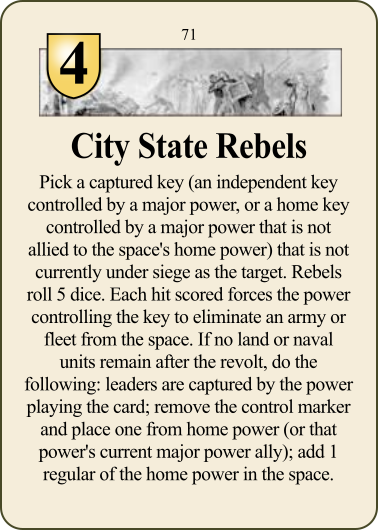 71
4
City State Rebels
Pick a captured key (an independent key
controlled by a major power, or a home key
controlled by a major power that is not
allied to the space's home power) that is not
currently under siege as the target. Rebels
roll 5 dice. Each hit scored forces the power
controlling the key to eliminate an army or
fleet from the space. If no land or naval
units remain after the revolt, do the
following: leaders are captured by the power
playing the card; remove the control marker
and place one from home power (or that
power's current major power ally); add 1
regular of the home power in the space.